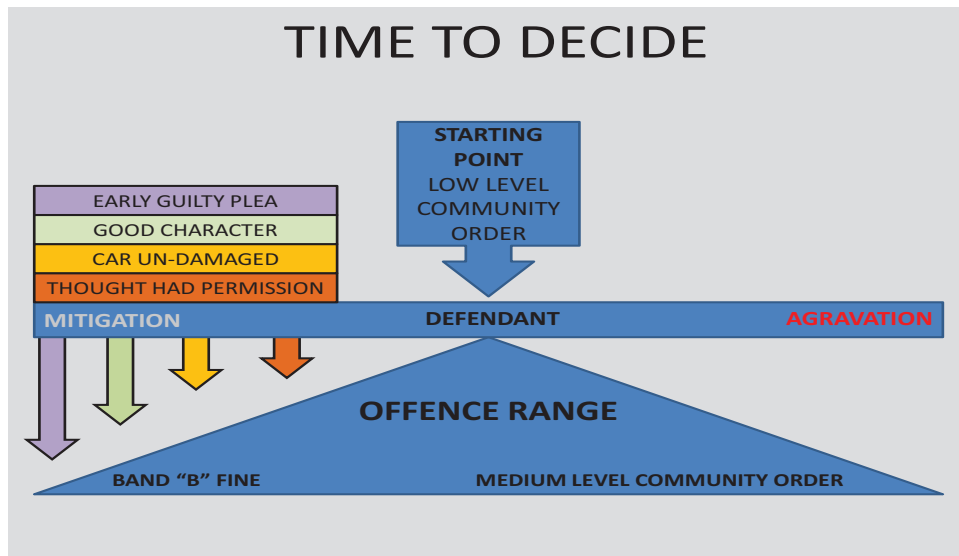 TIME TO DECIDE
STARTING
POINT
LOW LEVEL
COMMUNITY
ORDER
EARLY GUILTY PLEA
GOOD CHARACTER
CAR UN-DAMAGED
THOUGHT HAD PERMISSION
MITIGATION
DEFENDANT
AGRAVATION
OFFENCE RANGE
BAND “B” FINE
MEDIUM LEVEL COMMUNITY ORDER